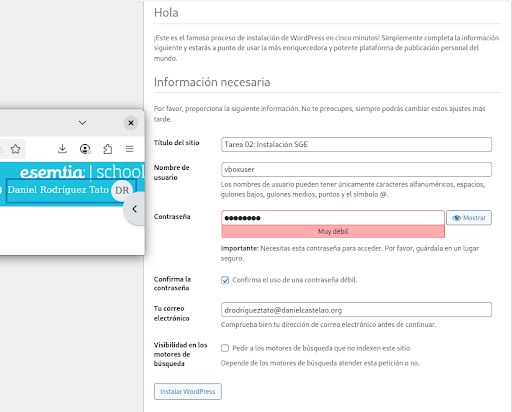 Hola
¡Este es el famoso proceso de instalación de WordPress en cinco minutos! Simplemente completa la información
siguiente y estarás a punto de usar la más enriquecedora y potente plataforma de publicación personal del
mundo.
Información necesaria
Por favor, proporciona la siguiente información. No te preocupes, siempre podrás cambiar estos ajustes más
tarde.
Título del sitio
Tarea 02: Instalación SGE
esemtia | school
Daniel Rodríguez Tato DR
Nombre de
usuario
vboxuser
Los nombres de usuario pueden tener únicamente caracteres alfanuméricos, espacios,
guiones bajos, guiones medios, puntos y el símbolo @.
Contraseña
Mostrar
Muy débil
Importante: Necesitas esta contraseña para acceder. Por favor, guárdala en un lugar
seguro.
Confirma la
contraseña
Confirma el uso de una contraseña débil.
Tu correo
electrónico
drodrigueztato@danielcastelao.org
Comprueba bien tu dirección de correo electrónico antes de continuar.
Visibilidad en los
motores de
búsqueda
Pedir a los motores de búsqueda que no indexen este sitio
Depende de los motores de búsqueda atender esta petición o no.
Instalar WordPress